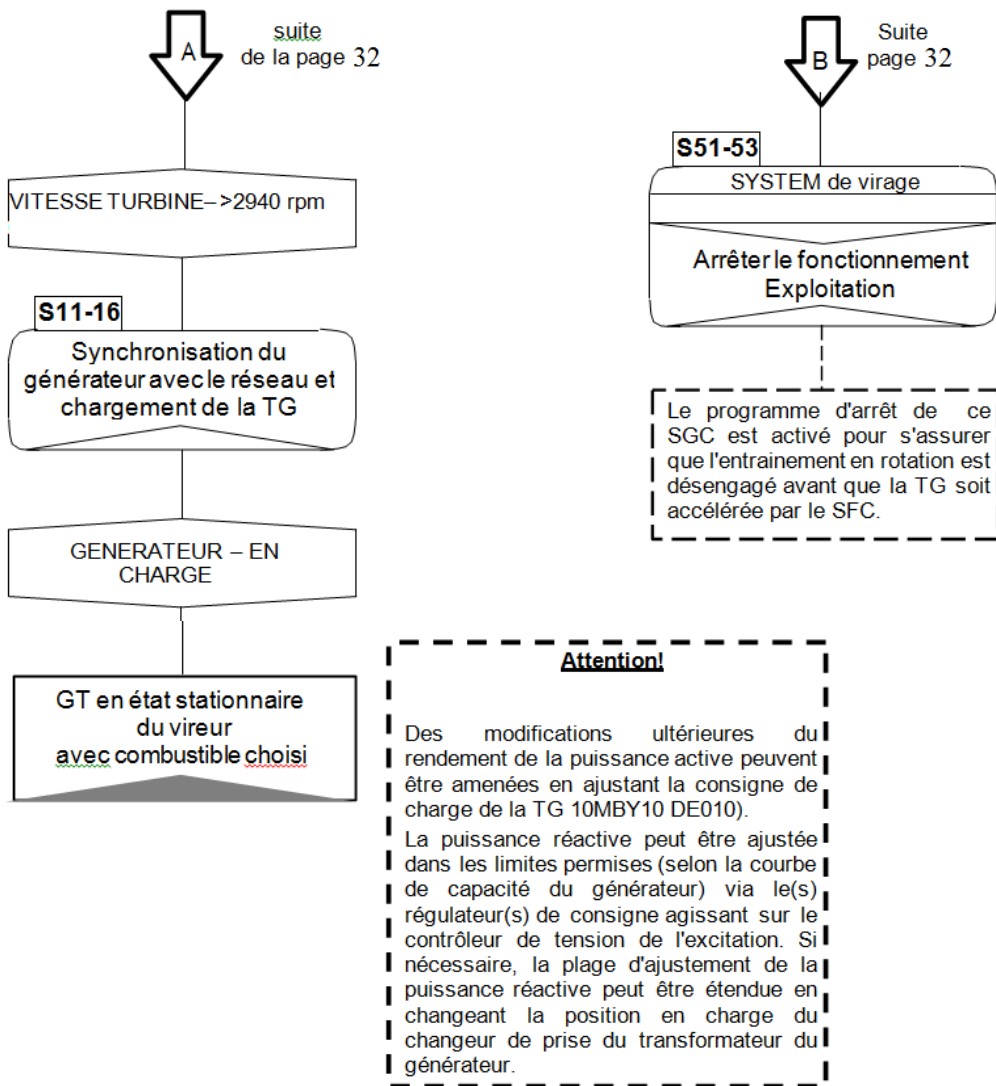 A
suite
de la page 32
VITESSE TURBINE– >2940 rpm
S11-16
Synchronisation du
générateur avec le réseau et
chargement de la TG
GENERATEUR – EN
CHARGE
GT en état stationnaire
du vireur
avec combustible choisi
B
Suite
page 32
S51-53
SYSTEM de virage
Arrêter le fonctionnement
Exploitation
Le programme d'arrêt de ce
SGC est activé pour s'assurer
que l'entrainement en rotation est
désengagé avant que la TG soit
accélérée par le SFC.
Attention!
Des modifications ultérieures du
rendement de la puissance active peuvent
être amenées en ajustant la consigne de
charge de la TG 10MBY10 DE010).
La puissance réactive peut être ajustée
dans les limites permises (selon la courbe
de capacité du générateur) via le(s)
régulateur(s) de consigne agissant sur le
contrôleur de tension de l'excitation. Si
nécessaire, la plage d'ajustement de la
puissance réactive peut être étendue en
changeant la position en charge du
changeur de prise du transformateur du
générateur.